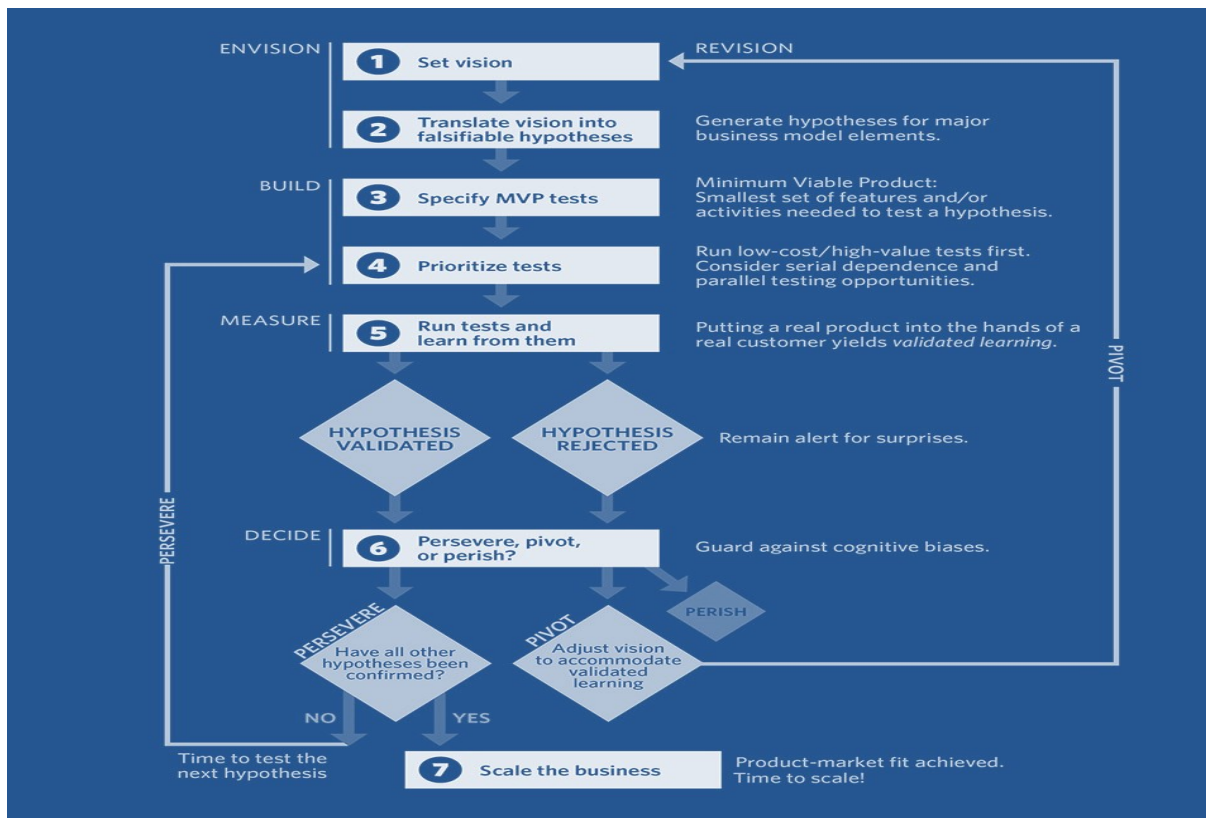 ENVISION
1 Set vision
REVISION
2 Translate vision into
falsifiable hypotheses
Generate hypotheses for major
business model elements.
BUILD
3 Specify MVP tests
Minimum Viable Product:
Smallest set of features and/or
activities needed to test a hypothesis.
4 Prioritize tests
Run low-cost/high-value tests first.
Consider serial dependence and
parallel testing opportunities.
MEASURE
5 Run tests and
learn from them
Putting a real product into the hands of a
real customer yields validated learning.
PIVOT
HYPOTHESIS
VALIDATED
HYPOTHESIS
REJECTED
Remain alert for surprises.
PERSEVERE
DECIDE
6 Persevere, pivot,
or perish?
Guard against cognitive biases.
PERISH
PERSEVERE
Have all other
hypotheses been
confirmed?
PIVOT
Adjust vision
to accommodate
validated
learning
NO
YES
Time to test the
next hypothesis
7 Scale the business
Product-market fit achieved.
Time to scale!